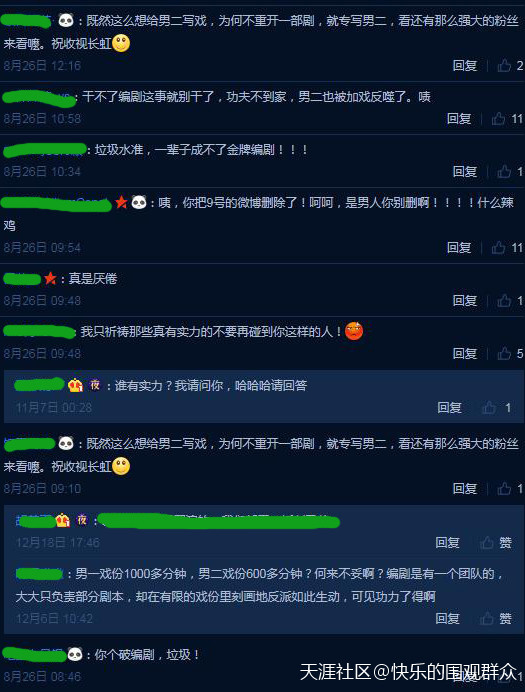 ：既然这么想给男二写戏，为何不重开一部剧，就专写男二，看还有那么强大的粉丝
来看嚒。祝收视长虹
8月26日 12:16 回复 2
：干不了编剧这事就别干了，功夫不到家，男二也被加戏反噬了。咦
8月26日 10:58 回复 11
：垃圾水准，一辈子成不了金牌编剧！！！
8月26日 10:34 回复 1
：咦，你把9号的微博删除了！呵呵，是男人你别删啊！！！！什么辣
鸡
8月26日 09:54 回复 11
：真是厌倦
8月26日 09:48 回复 1
：我只祈祷那些真有实力的不要再碰到你这样的人！
8月26日 09:48 回复 5
夜：谁有实力？我请问你，哈哈哈请回答
11月7日 00:28 回复 1
：既然这么想给男二写戏，为何不重开一部剧，就专写男二，看还有那么强大的粉丝
来看嚒。祝收视长虹
8月26日 09:10 回复 1
夜：
12月18日 17:46 回复 赞
：男一戏份1000多分钟，男二戏份600多分钟？何来不妥啊？编剧是有一个团队的，
大大只负责部分剧本，却在有限的戏份里刻画地反派如此生动，可见功力了得啊
12月6日 10:42 回复 赞
：你个破编剧，垃圾！
8月26日 08:46 回复 1
天涯社区@快乐的围观群众